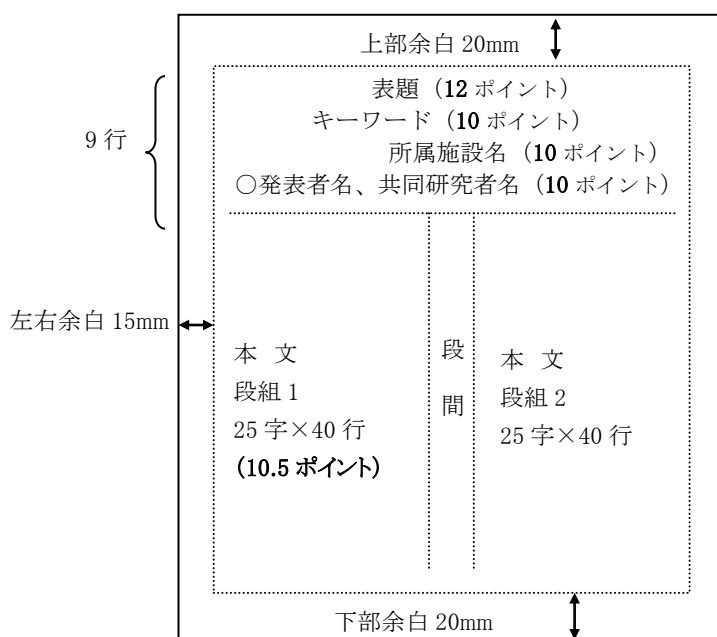 上部余白 20mm
表題（12 ポイント）
キーワード（10 ポイント）
所属施設名（10 ポイント）
○発表者名、共同研究者名（10 ポイント）
9 行
左右余白 15mm
本 文
段組 1
25 字×40 行
(10.5 ポイント)
段
間
本 文
段組 2
25 字×40 行
下部余白 20mm